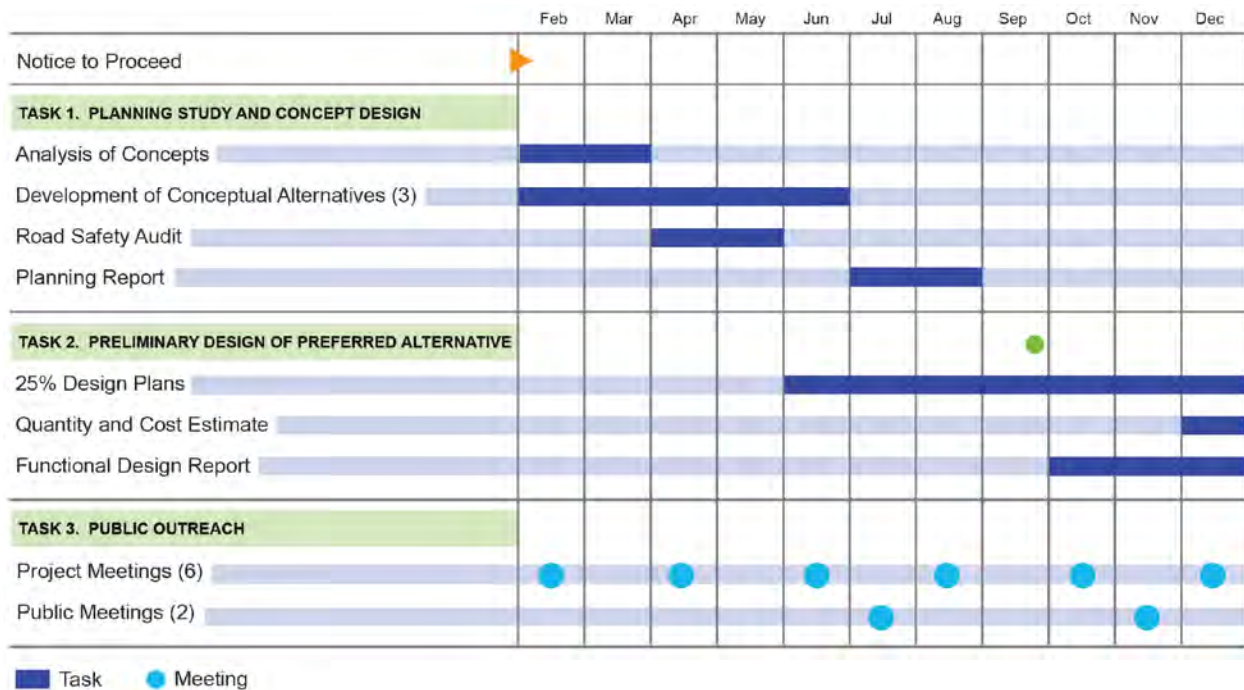 Feb Mar Apr May Jun Jul Aug Sep Oct Nov Dec
Notice to Proceed
TASK 1. PLANNING STUDY AND CONCEPT DESIGN
Analysis of Concepts
Development of Conceptual Alternatives (3)
Road Safety Audit
Planning Report
TASK 2. PRELIMINARY DESIGN OF PREFERRED ALTERNATIVE
25% Design Plans
Quantity and Cost Estimate
Functional Design Report
TASK 3. PUBLIC OUTREACH
Project Meetings (6)
Public Meetings (2)
Task Meeting